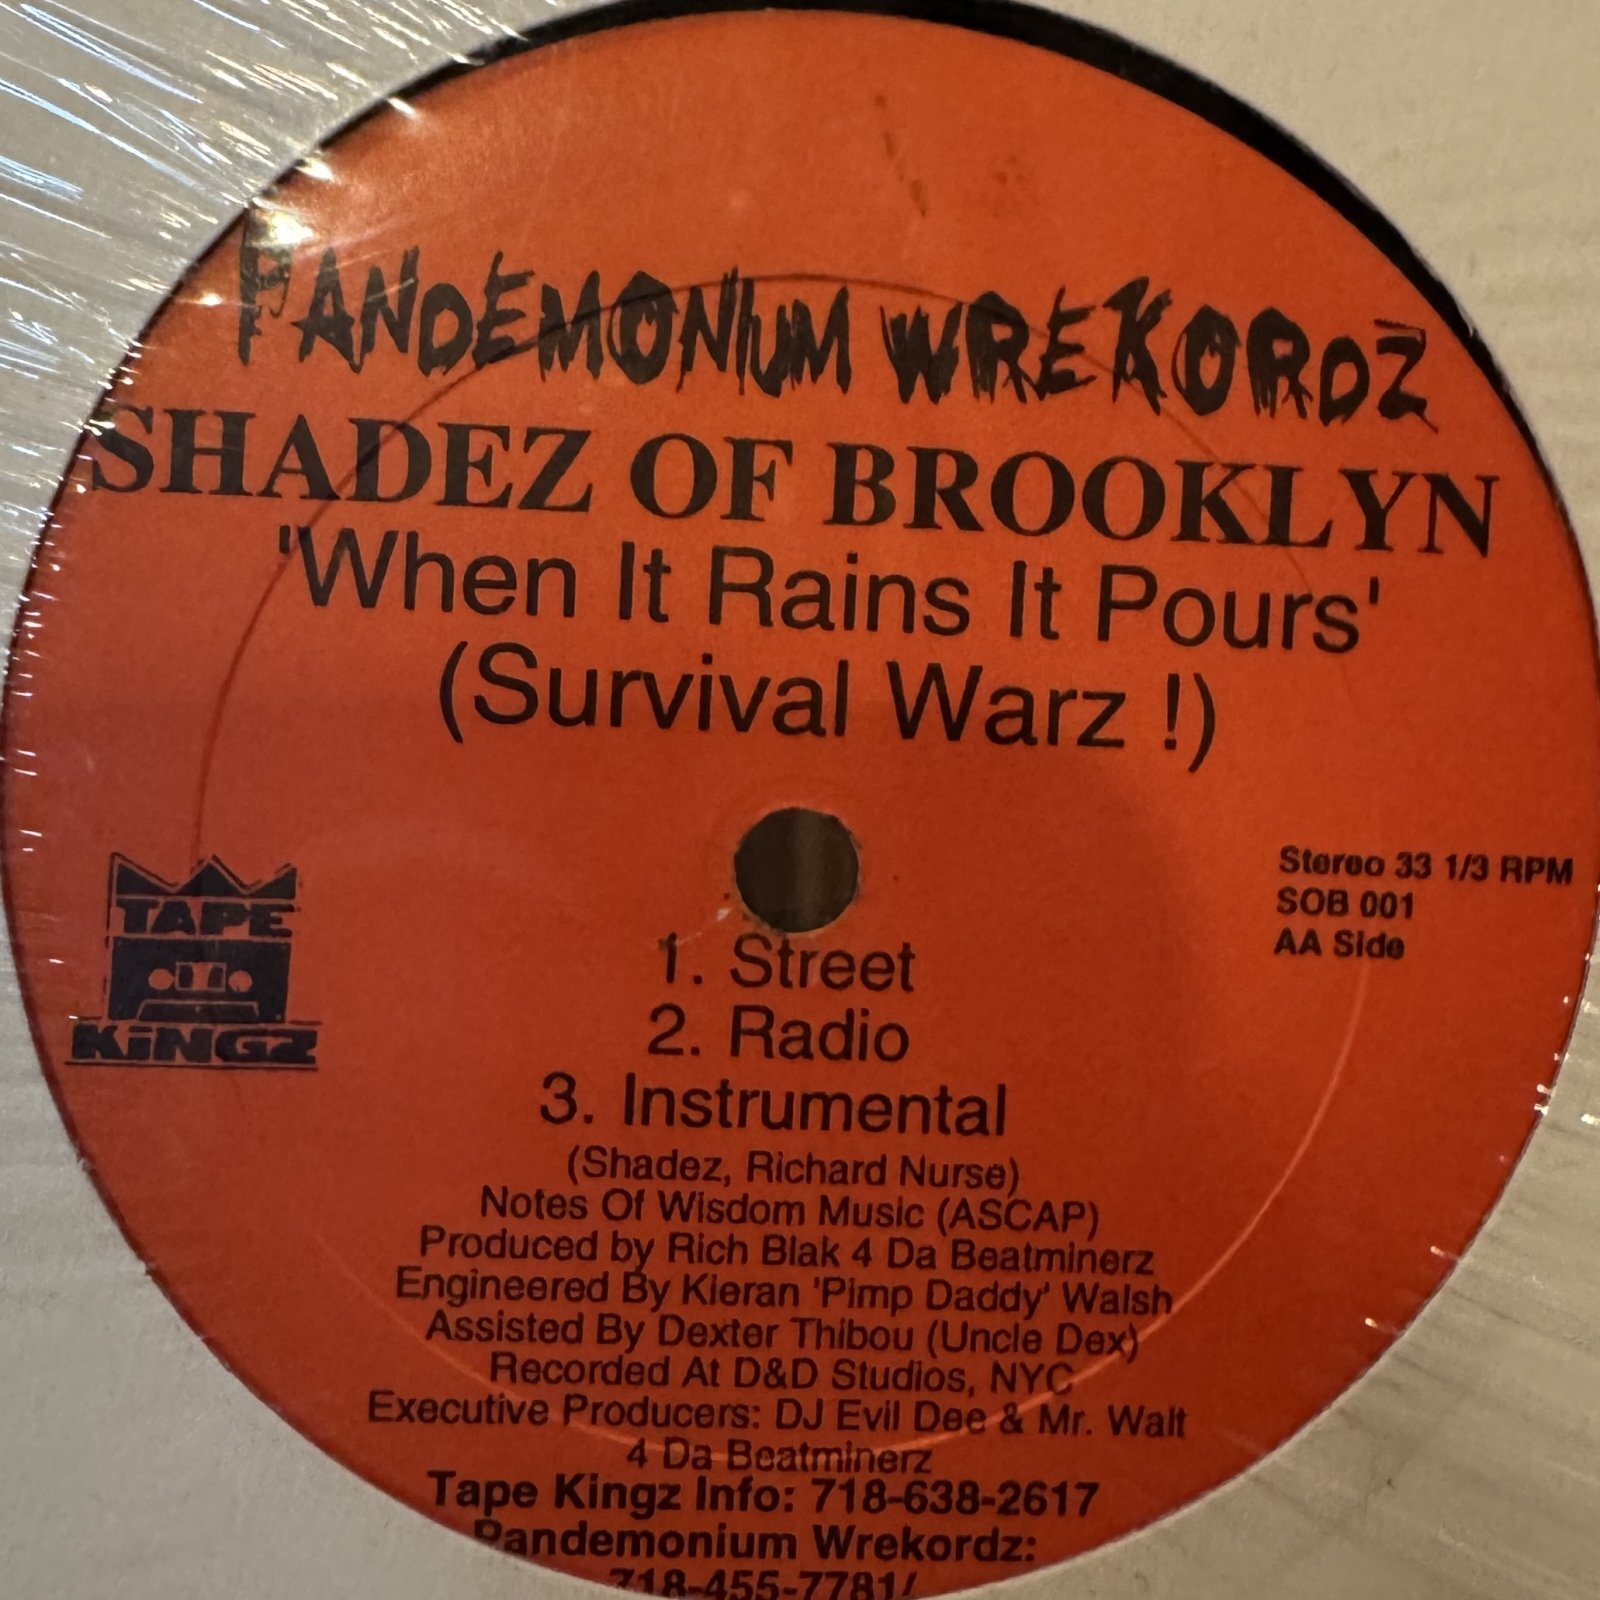 PANDEMONIUM WREKORDZ
SHADEZ OF BROOKLYN
'When It Rains It Pours'
(Survival Warz !)
TAPE
KiNGZ
Stereo 33 1/3 RPM
SOB 001
AA Side
1. Street
2. Radio
3. Instrumental
(Shadez, Richard Nurse)
Notes Of Wisdom Music (ASCAP)
Produced by Rich Blak 4 Da Beatminerz
Engineered By Kieran 'Pimp Daddy' Walsh
Assisted By Dexter Thibou (Uncle Dex)
Recorded At D&D Studios, NYC
Executive Producers: DJ Evil Dee & Mr. Walt
4 Da Beatminerz
Tape Kingz Info: 718-638-2617
Pandemonium Wrekordz:
718-455-7781/